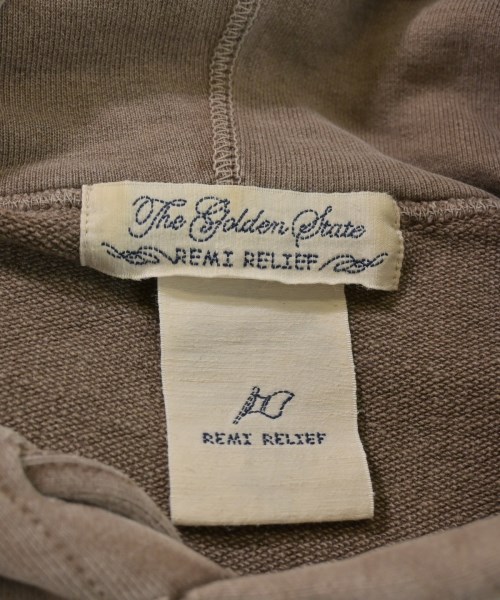 The Golden State
REMI RELIEF
REMI RELIEF